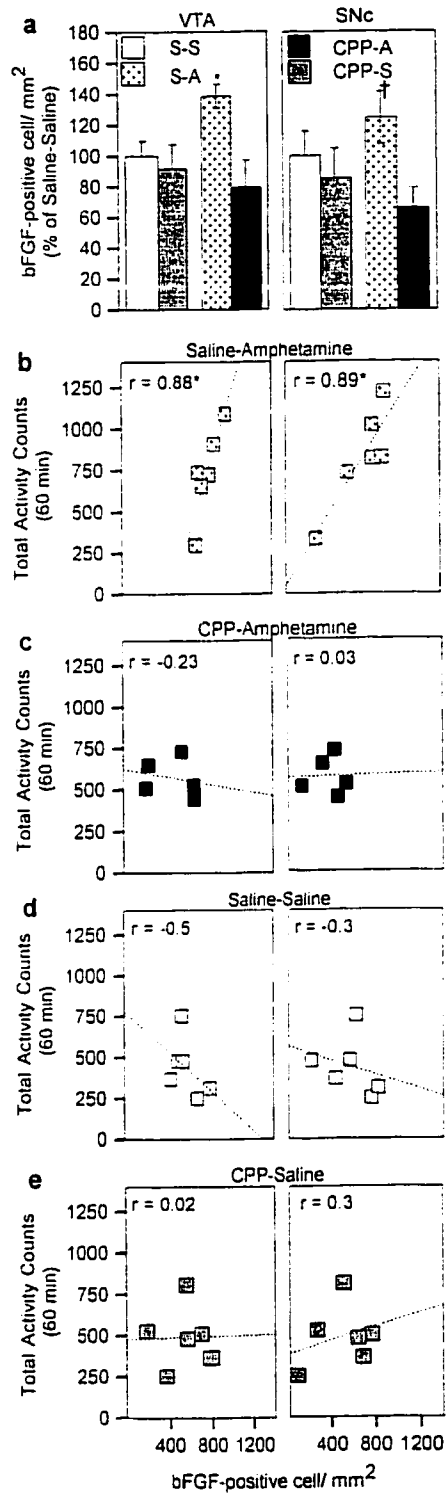 a
VTA
SNc
bFGF-positive cell/ mm2
(% of Saline-Saline)
180
160
140
120
100
80
60
40
20
0
S-S
S-A
CPP-A
CPP-S
*
†
b
Saline-Amphetamine
Total Activity Counts
(60 min)
1250
1000
750
500
250
0
r = 0.88*
r = 0.89*
c
CPP-Amphetamine
Total Activity Counts
(60 min)
1250
1000
750
500
250
0
r = -0.23
r = 0.03
d
Saline-Saline
Total Activity Counts
(60 min)
1250
1000
750
500
250
0
r = -0.5
r = -0.3
e
CPP-Saline
Total Activity Counts
(60 min)
1250
1000
750
500
250
0
r = 0.02
r = 0.3
400 800 1200 400 800 1200
bFGF-positive cell/ mm2